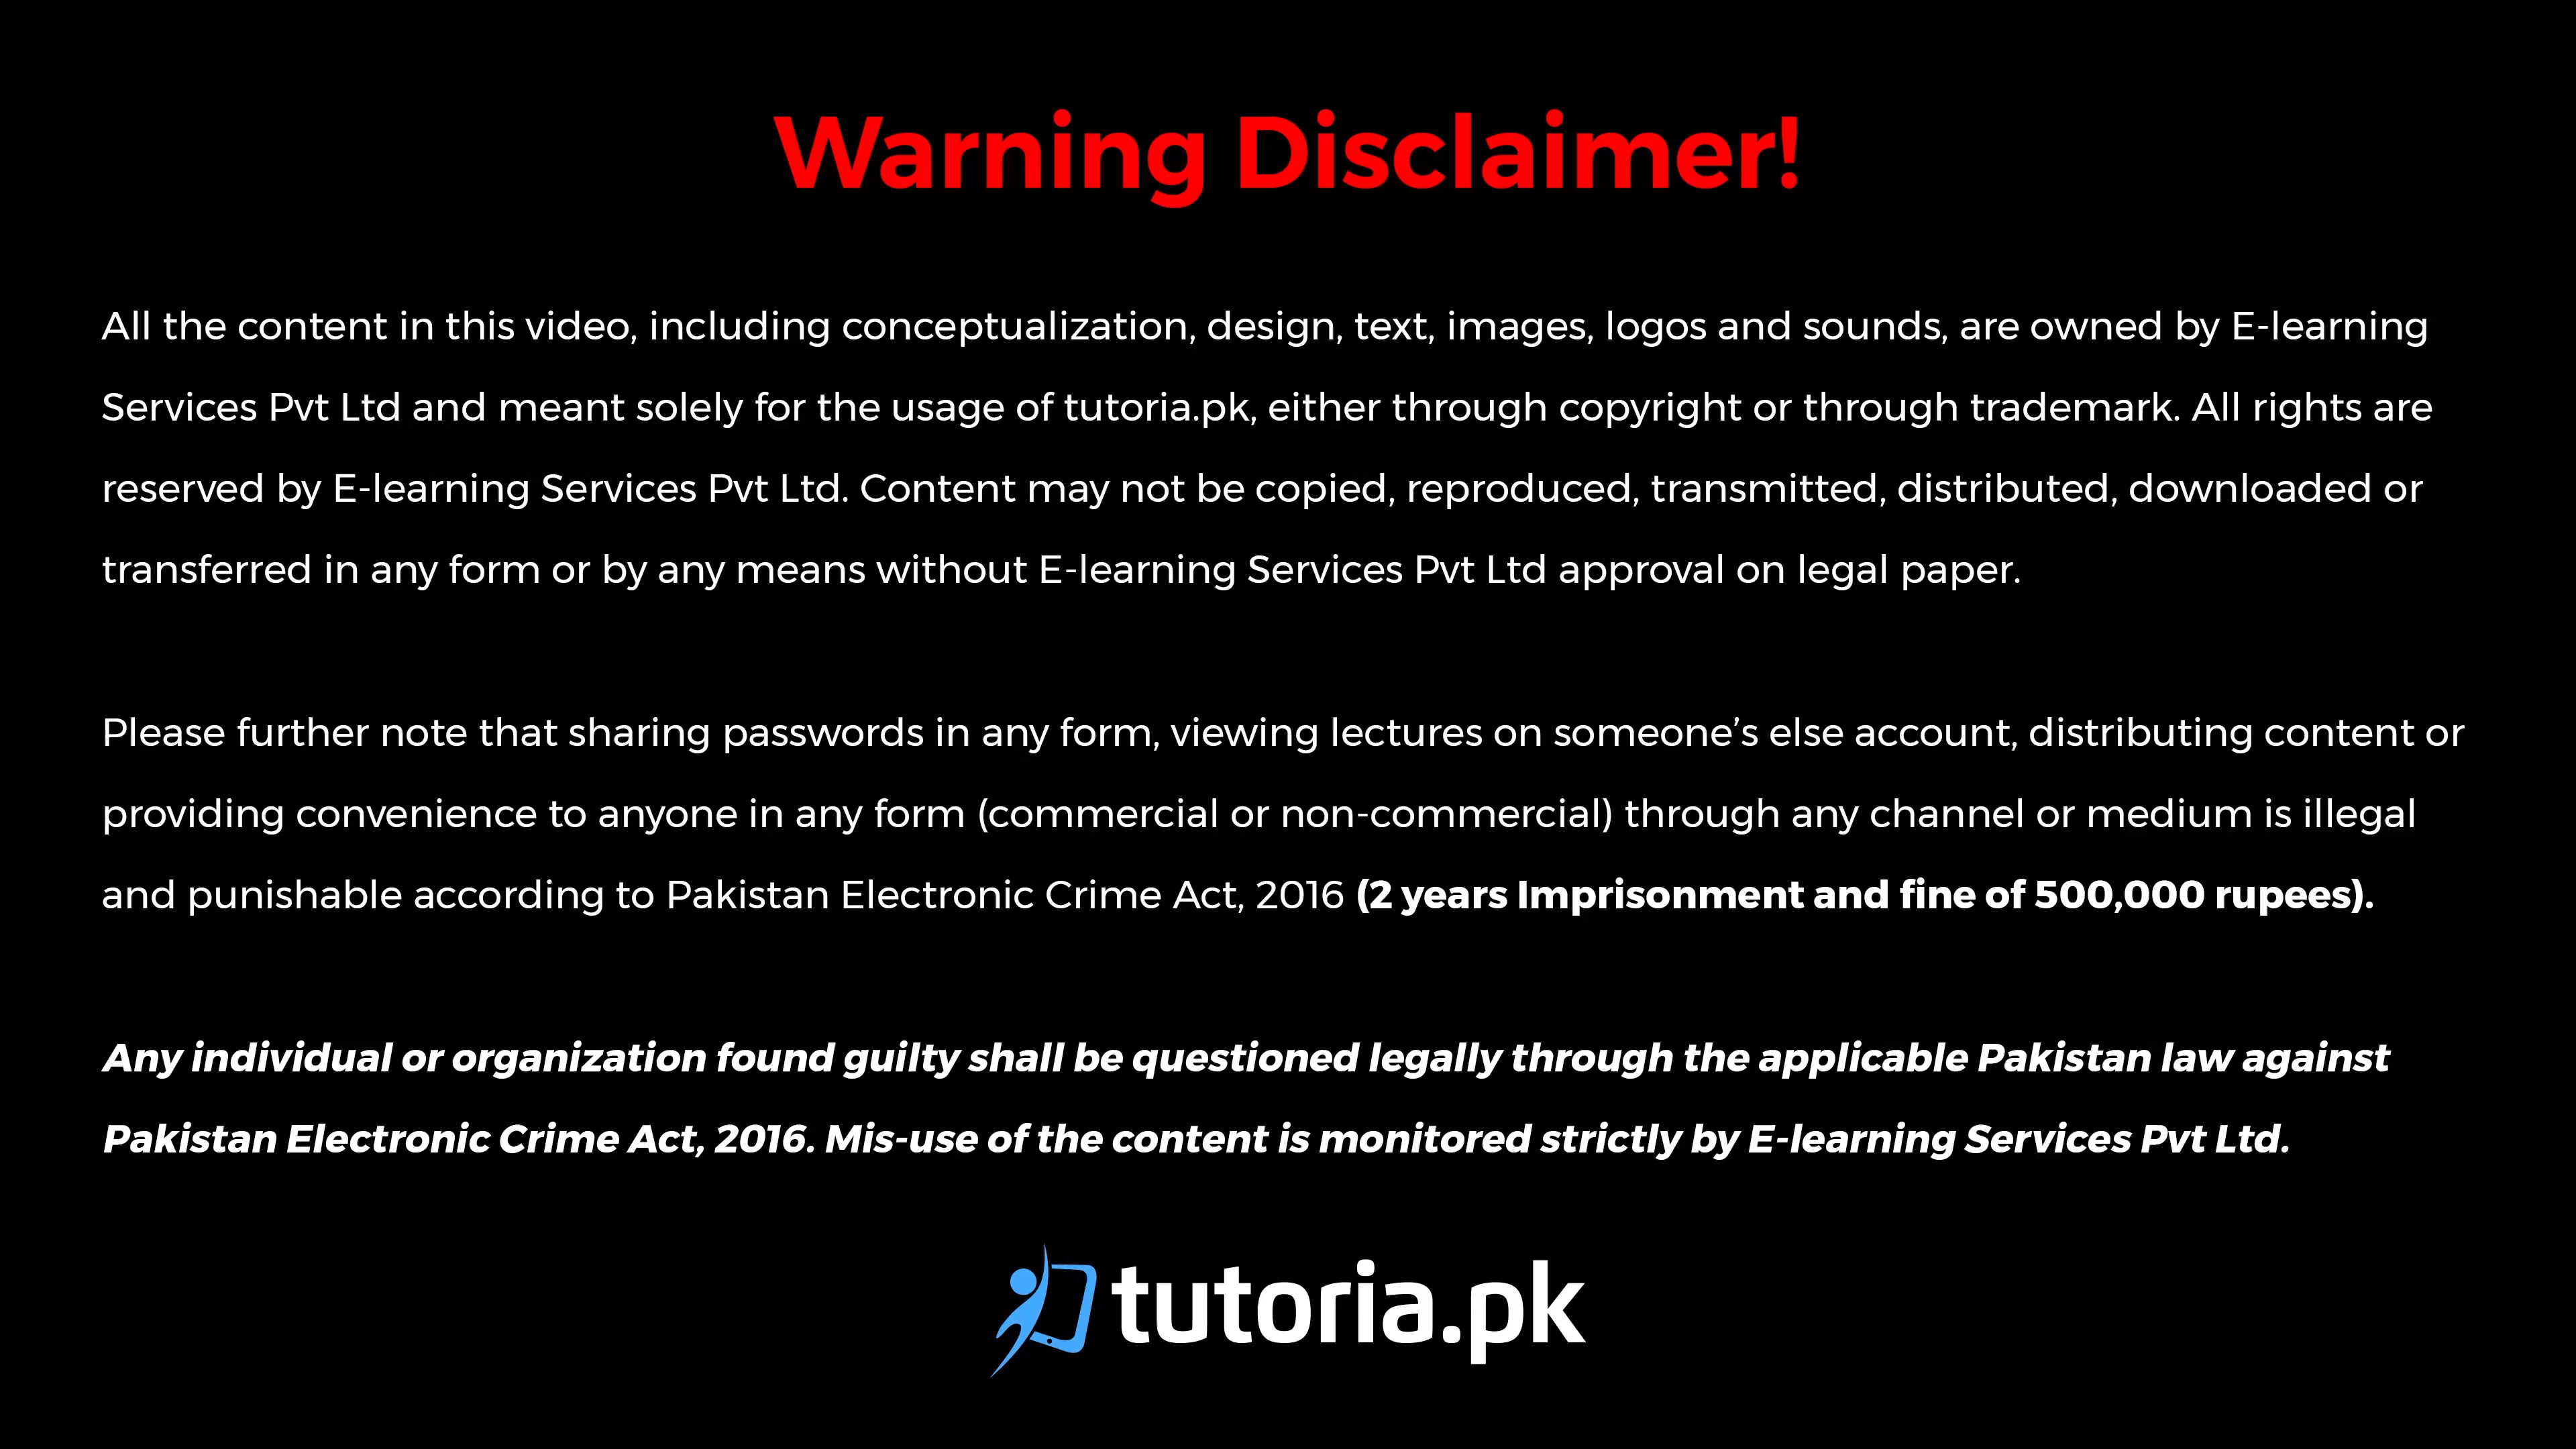 Warning Disclaimer!
All the content in this video, including conceptualization, design, text, images, logos and sounds, are owned by E-learning
Services Pvt Ltd and meant solely for the usage of tutoria.pk, either through copyright or through trademark. All rights are
reserved by E-learning Services Pvt Ltd. Content may not be copied, reproduced, transmitted, distributed, downloaded or
transferred in any form or by any means without E-learning Services Pvt Ltd approval on legal paper.
Please further note that sharing passwords in any form, viewing lectures on someone’s else account, distributing content or
providing convenience to anyone in any form (commercial or non-commercial) through any channel or medium is illegal
and punishable according to Pakistan Electronic Crime Act, 2016 (2 years Imprisonment and fine of 500,000 rupees).
Any individual or organization found guilty shall be questioned legally through the applicable Pakistan law against
Pakistan Electronic Crime Act, 2016. Mis-use of the content is monitored strictly by E-learning Services Pvt Ltd.
tutoria.pk